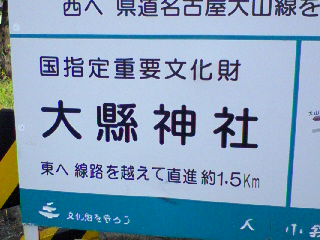 西へ 県道名古屋犬山線を
国指定重要文化財
大縣神社
東へ 線路を越えて直進 約1.5Km
文化財を守ろう